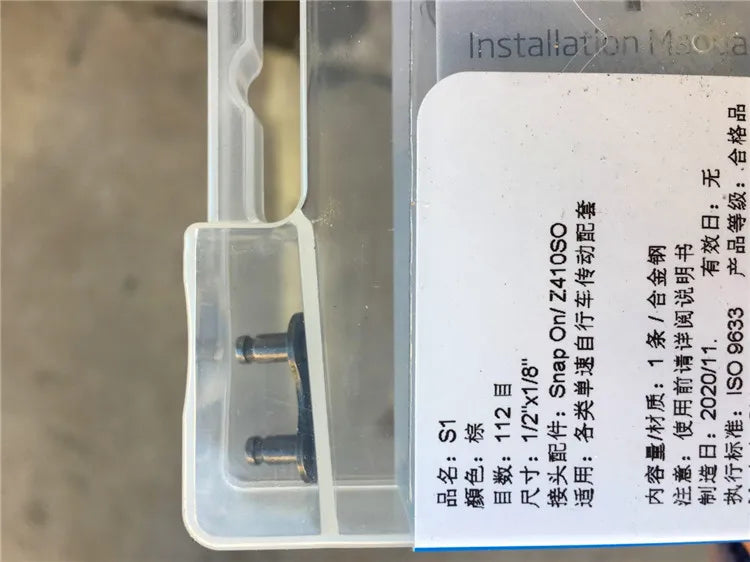 Installation Manual
品名：S1
顏色：棕
目数：112 目
尺寸：1/2"x1/8"
接头配件：Snap On/ Z410SO
适用：各类单速自行车传动配套
内容量/材质：1 条 / 合金钢
注意：使用前请详阅说明书
制造日：2020/11. 有效日：无
执行标准：ISO 9633 产品等级：合格品